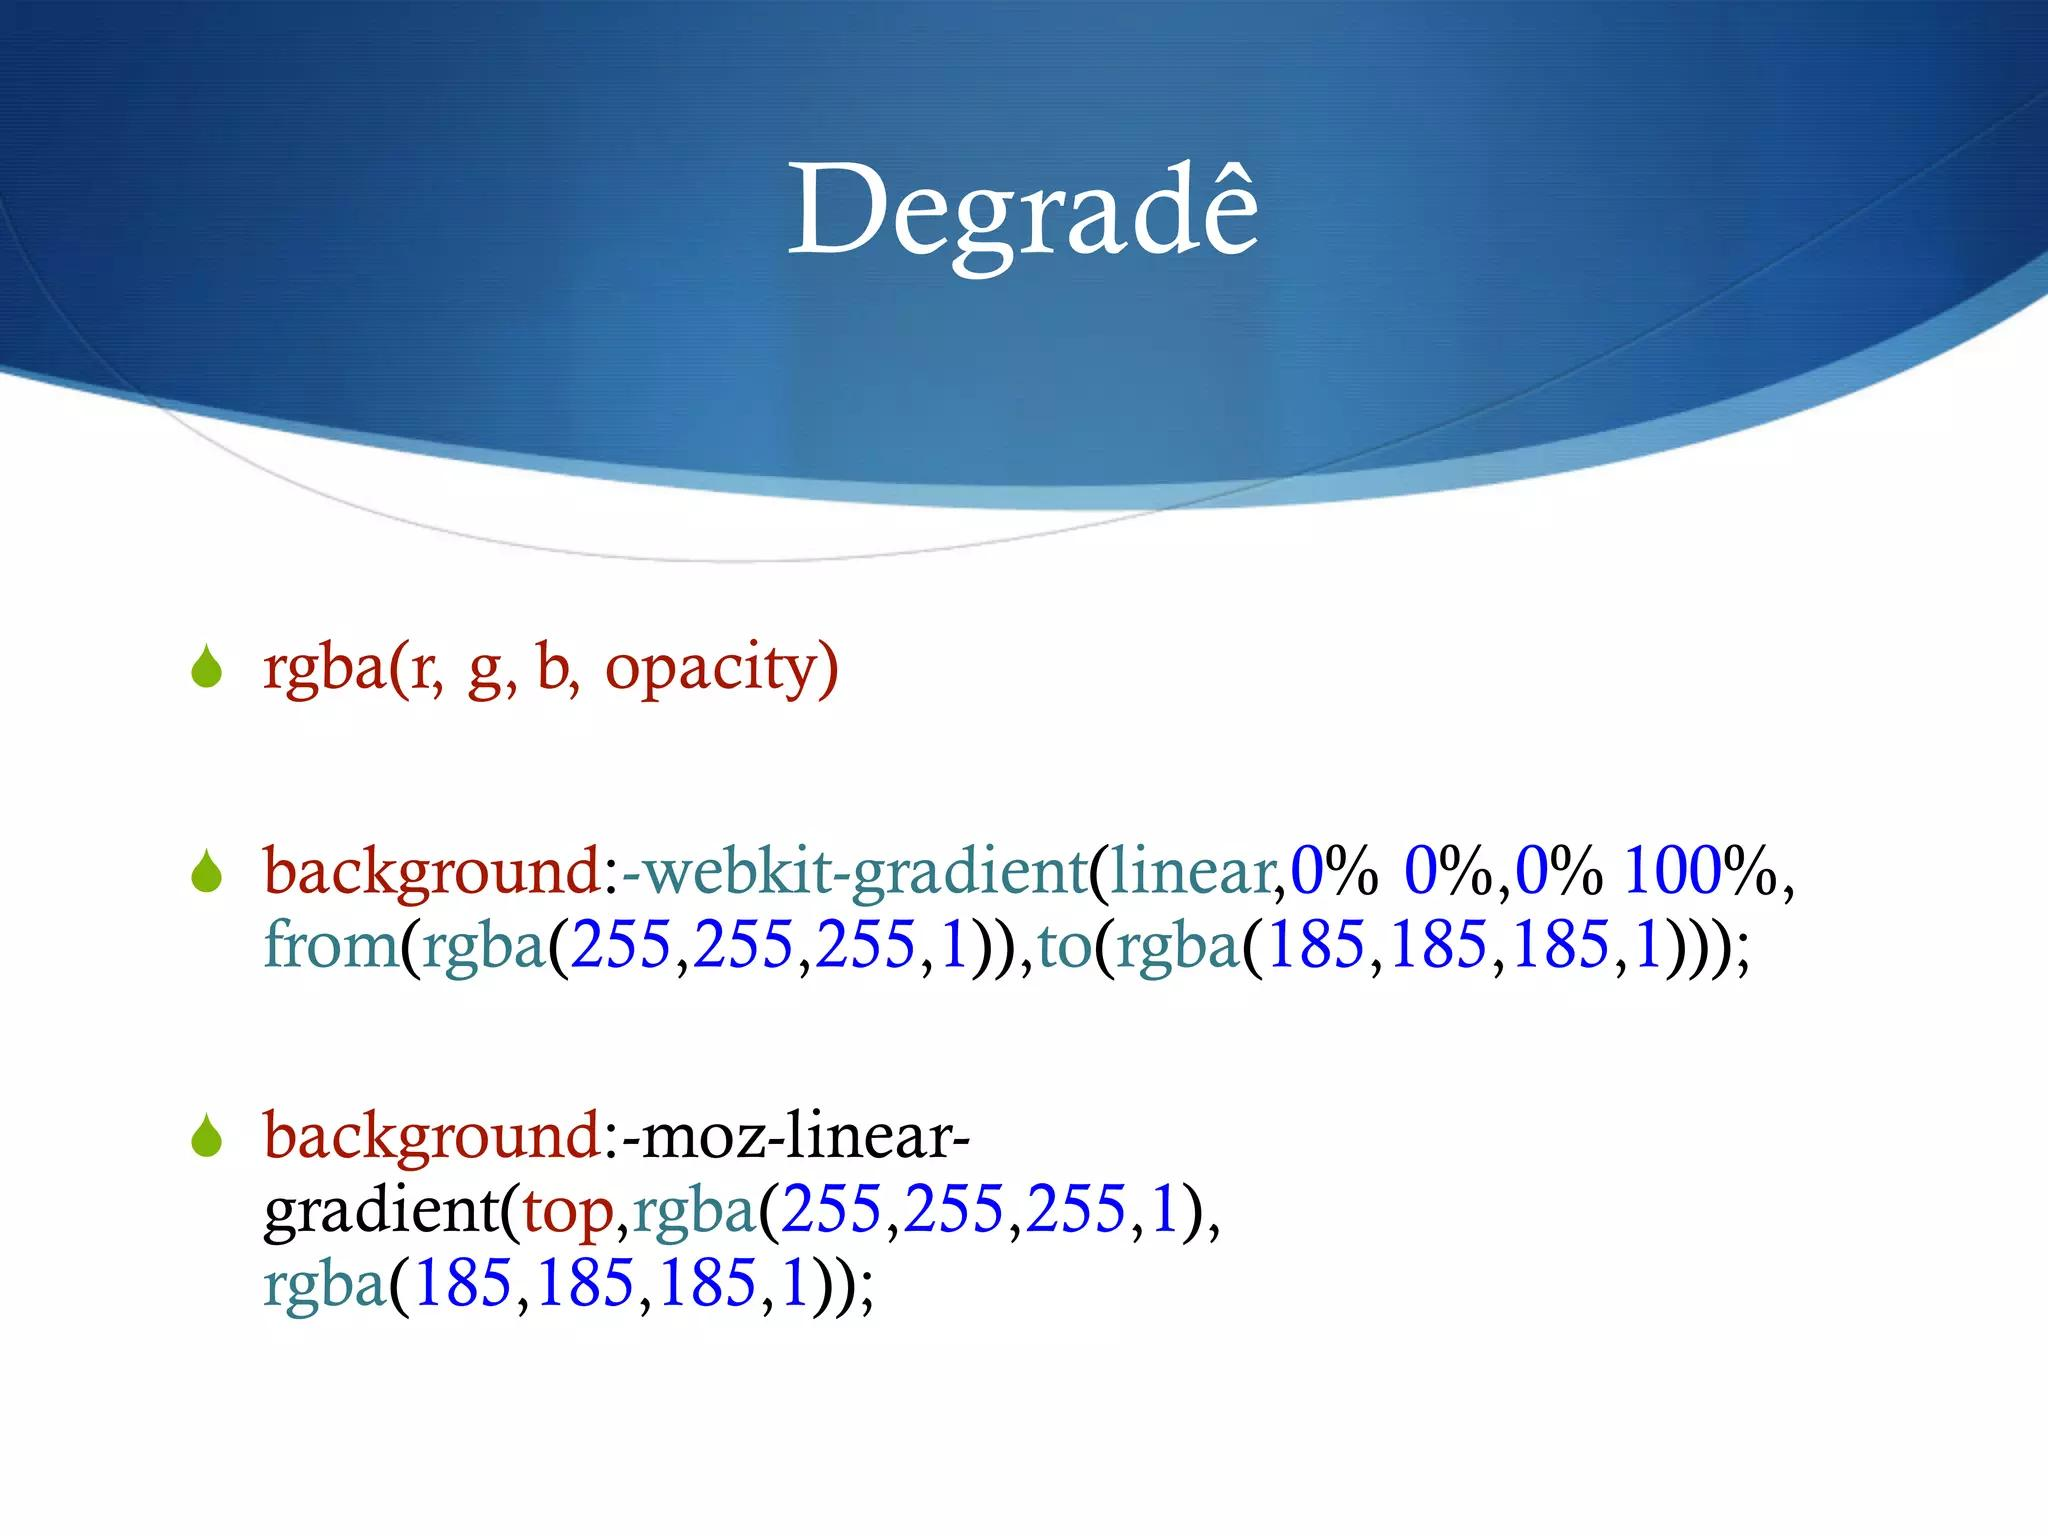 Degradê
rgba(r, g, b, opacity)
background:-webkit-gradient(linear,0% 0%,0% 100%,
from(rgba(255,255,255,1)),to(rgba(185,185,185,1)));
background:-moz-linear-
gradient(top,rgba(255,255,255,1),
rgba(185,185,185,1));